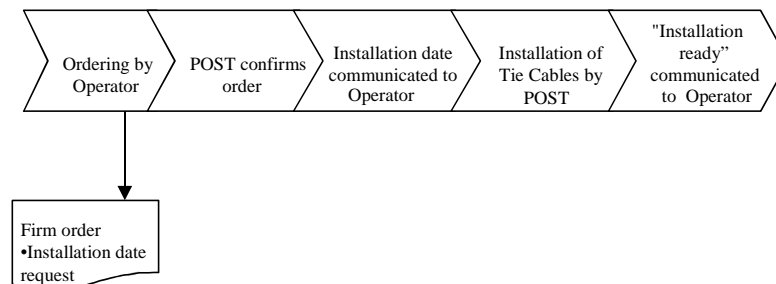 Ordering by
Operator
POST confirms
order
Installation date
communicated to
Operator
Installation of
Tie Cables by
POST
"Installation
ready”
communicated
to Operator
Firm order
•Installation date
request